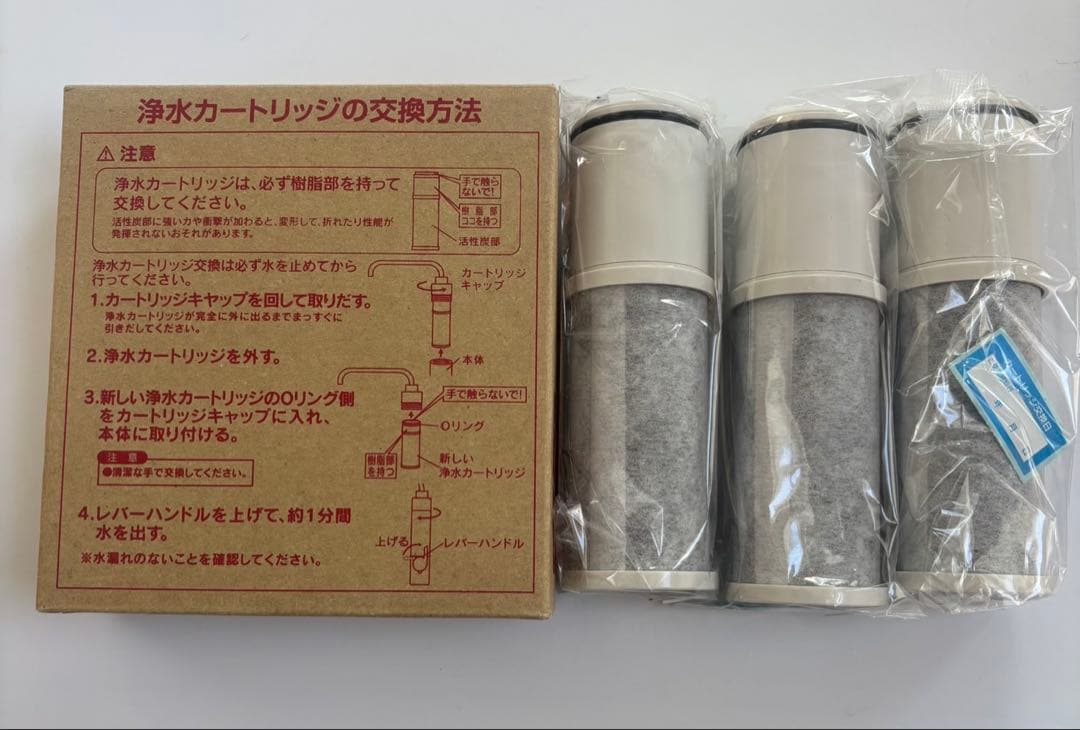 浄水カートリッジの交換方法
⚠ 注意
浄水カートリッジは、必ず樹脂部を持って
交換してください。
活性炭部に強い力や衝撃が加わると、変形して、折れたり性能が
発揮されないおそれがあります。
手で触ら
ないで!
樹脂部
ココを持つ
活性炭部
浄水カートリッジ交換は必ず水を止めてから
行ってください。
1.カートリッジキャップを回して取りだす。
浄水カートリッジが完全に外に出るまでまっすぐに
引きだしてください。
カートリッジ
キャップ
2.浄水カートリッジを外す。
本体
3.新しい浄水カートリッジのOリング側
をカートリッジキャップに入れ、
本体に取り付ける。
手で触らないで!
Oリング
樹脂部
を持つ
新しい
浄水カートリッジ
注意
●清潔な手で交換してください。
4.レバーハンドルを上げて、約1分間
水を出す。
※水漏れのないことを確認してください。
上げる
レバーハンドル
カートリッジ交換日
年 月